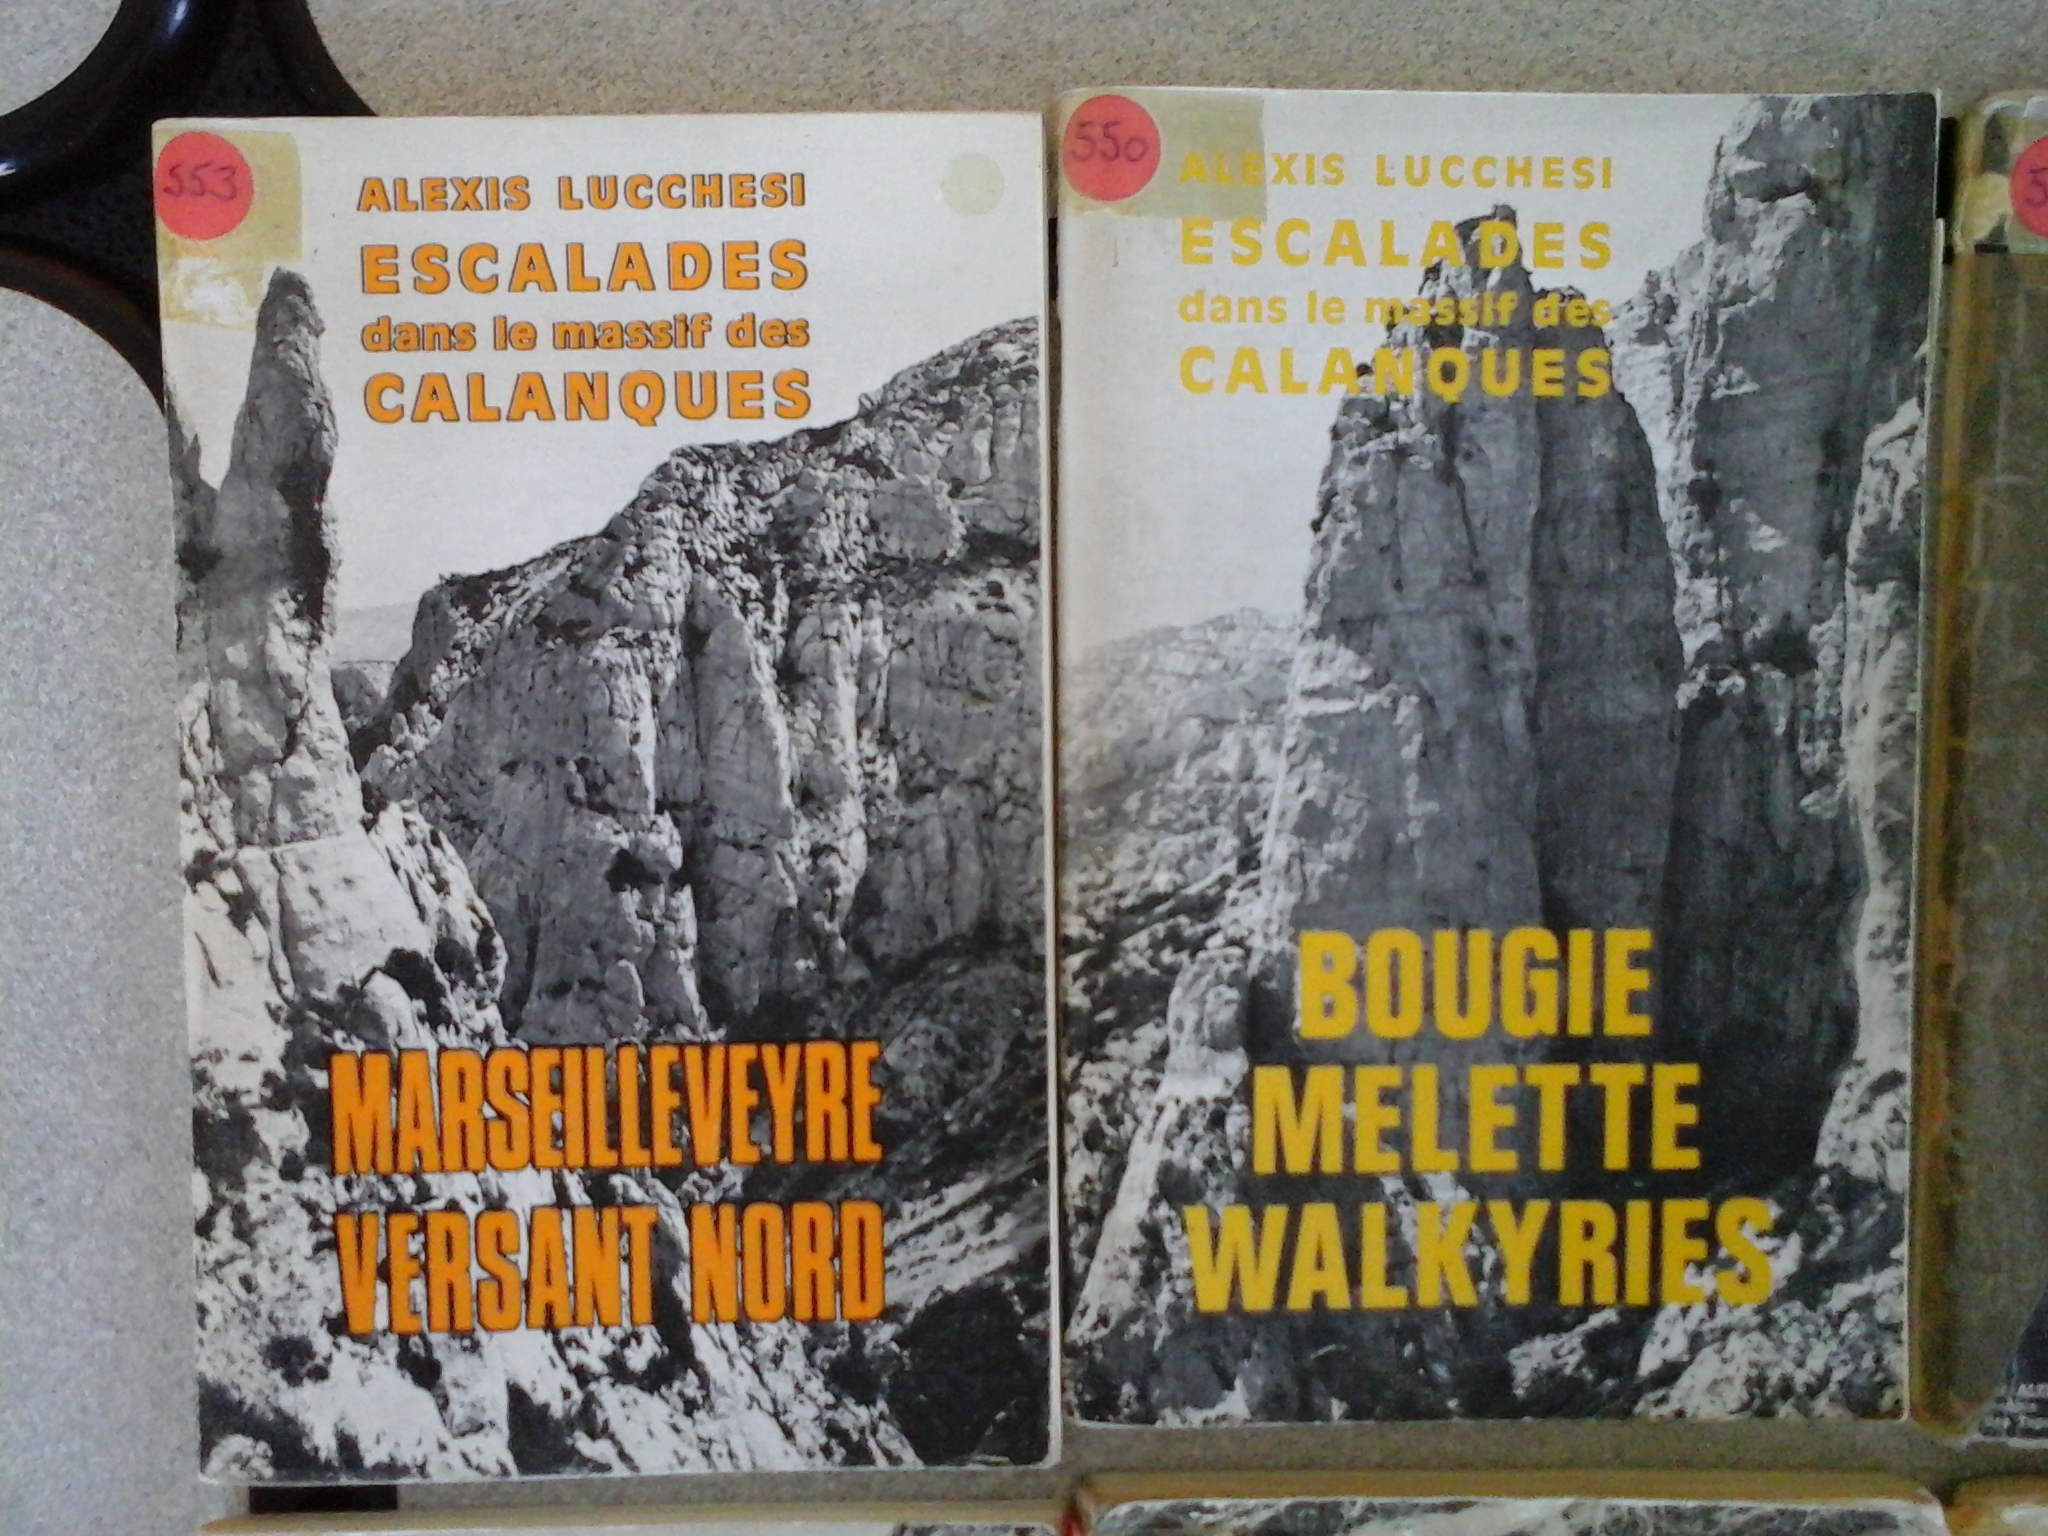 553
ALEXIS LUCCHESI
ESCALADES
dans le massif des
CALANQUES
MARSEILLEVEYRE
VERSANT NORD
550
ALEXIS LUCCHESI
ESCALADES
dans le massif des
CALANQUES
BOUGIE
MELETTE
WALKYRIES